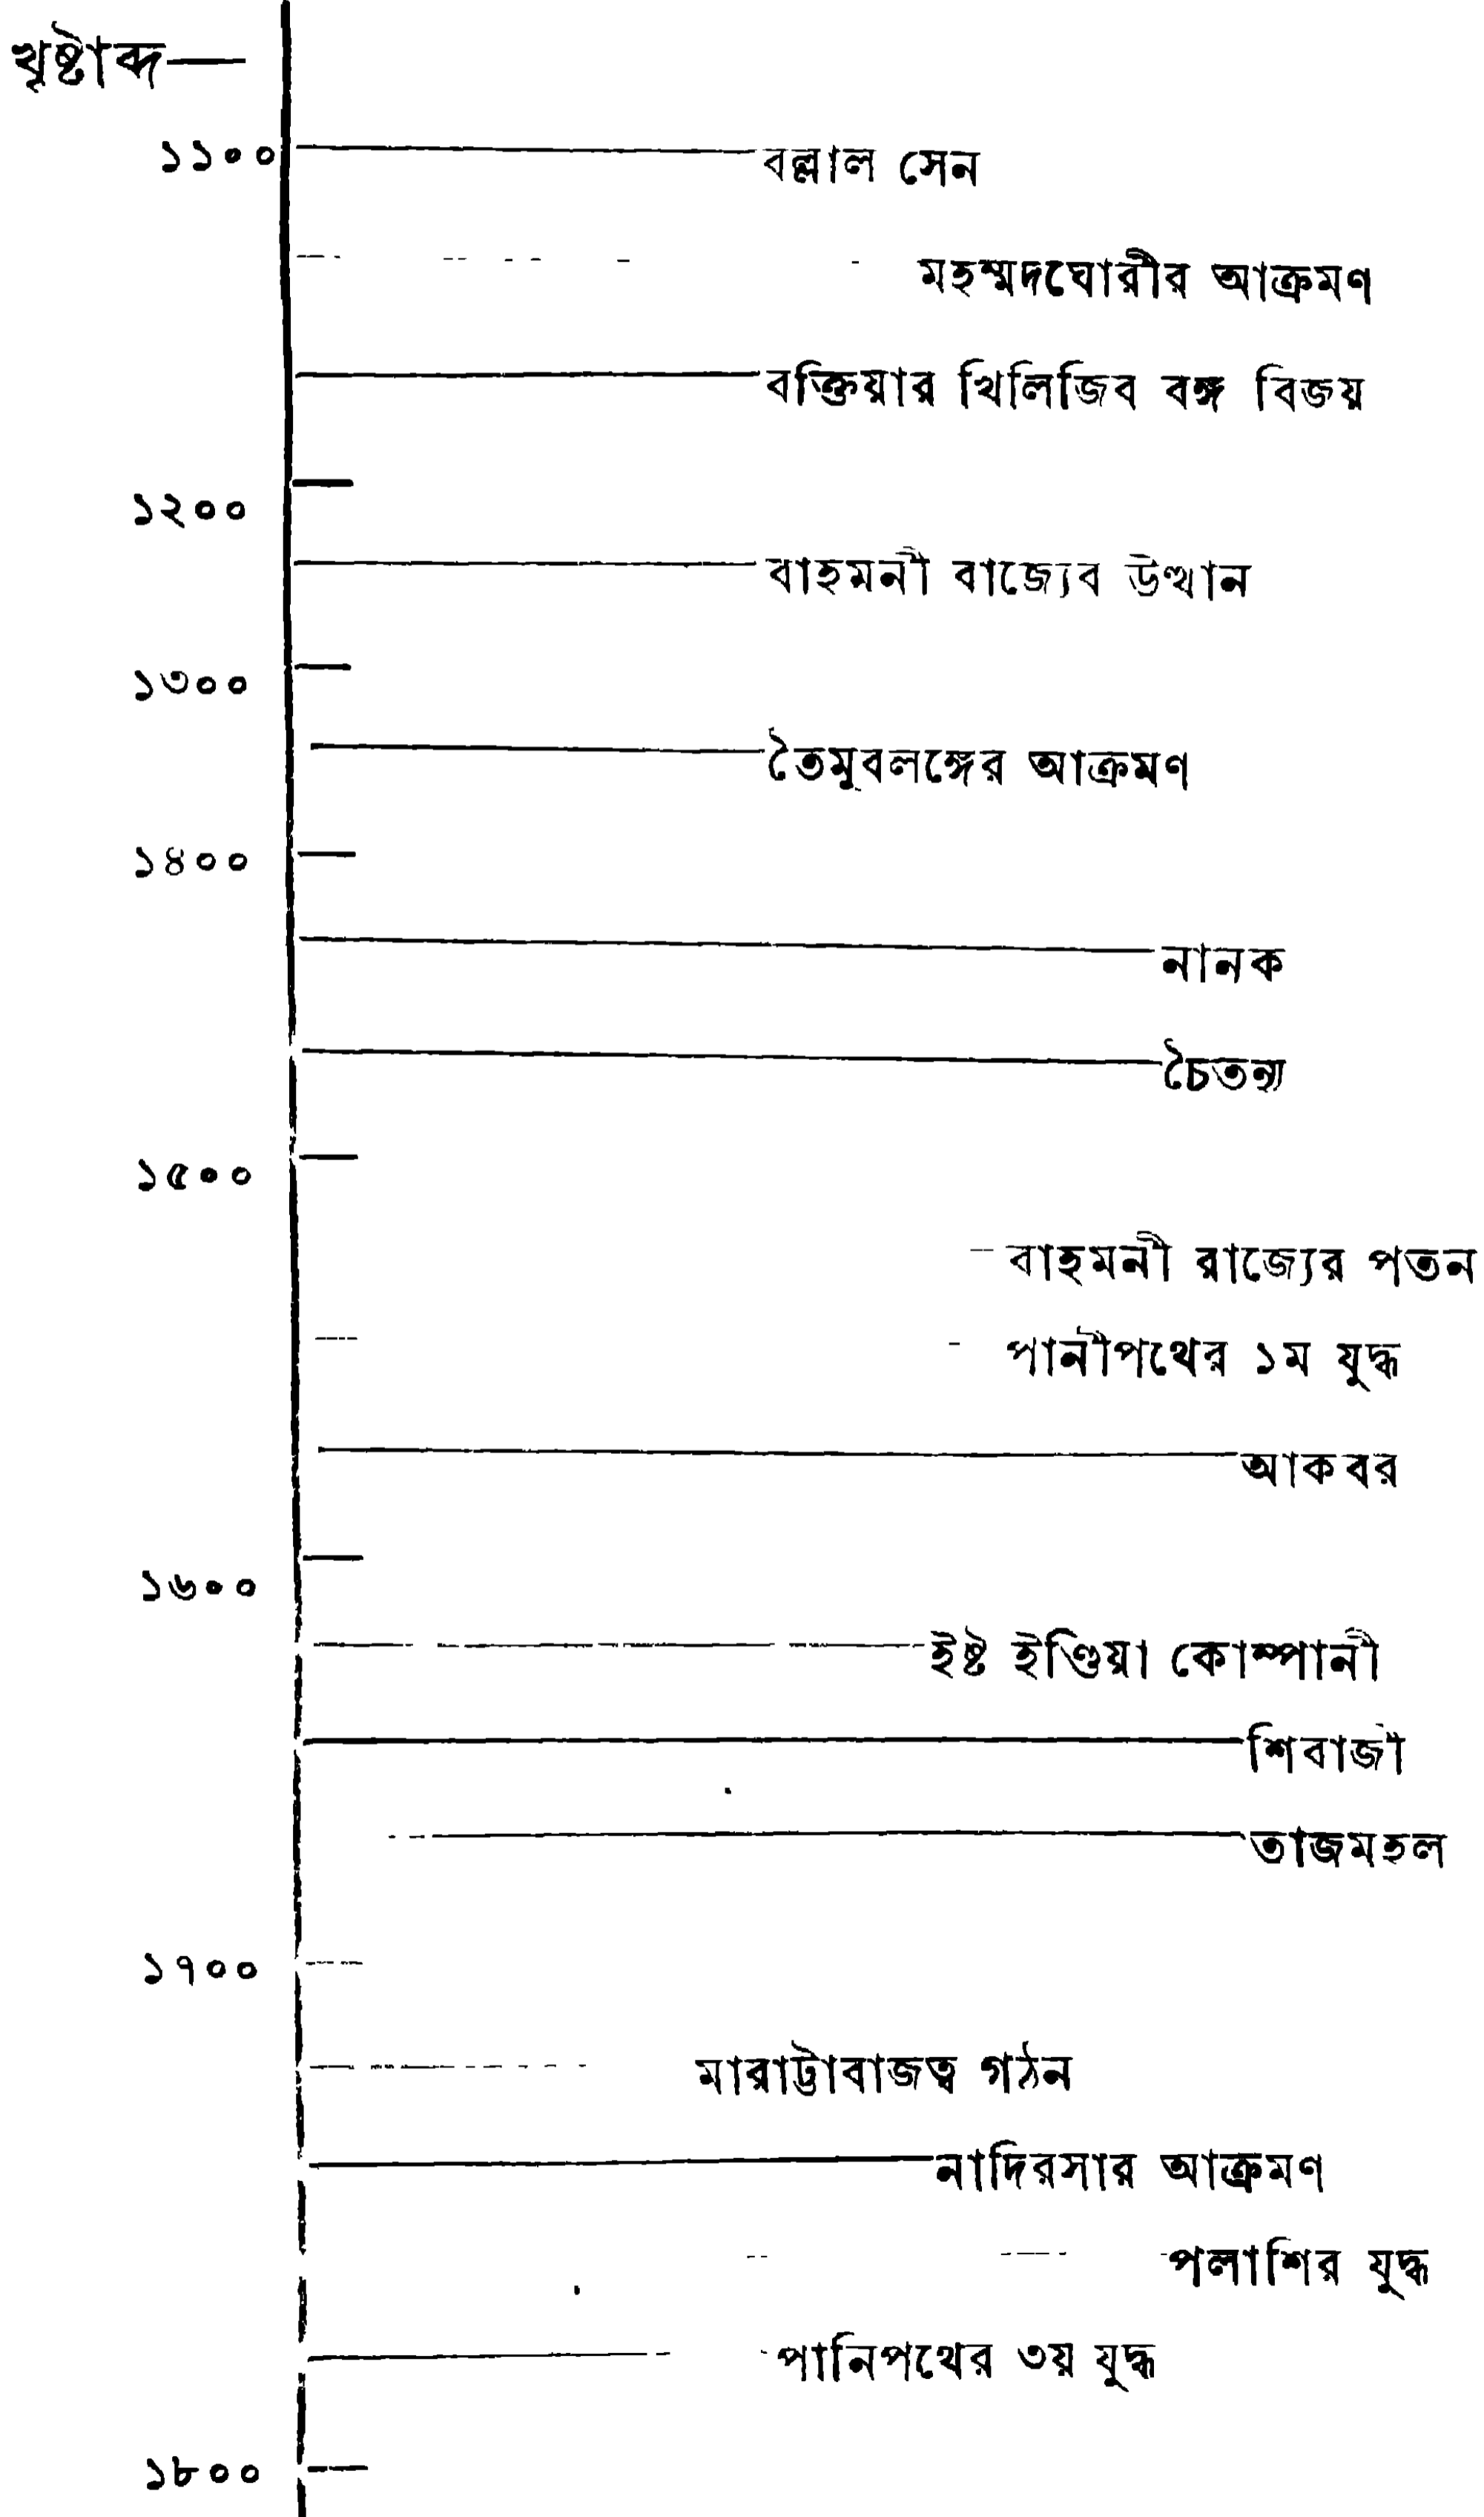 খৃষ্টাব্দ—
১১০০ বল্লাল সেন
মহম্মদঘোরীর আক্রমণ
বক্তিয়ার খিলিজিব বঙ্গ বিজয়
১২০০
বাহমনী বাজ্যেব উত্থান
১৩০০
তৈমুবলঙ্গের আক্রমণ
১৪০০
নানক
চৈতন্য
১৫০০
বাহমনী রাজ্যের পতন
পানীপথের ১ম যুদ্ধ
আকবর
১৬০০
ইষ্ট ইণ্ডিয়া কোম্পানী
শিবাজী
তাজমহল
১৭০০
মারাট্টাবাজত্ব গঠন
নাদিরসার আক্রমণ
পলাশির যুদ্ধ
পানিপথের ৩য় যুদ্ধ
১৮০০